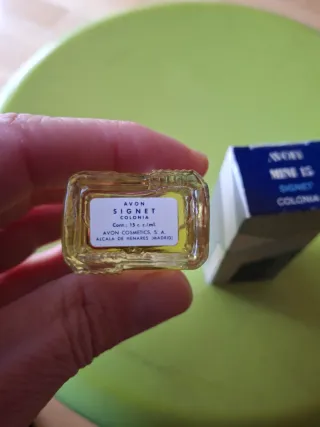 AVON
SIGNET
COLONIA
Cont.: 15 c. c. (ml)
AVON COSMETICS, S. A.
ALCALA DE HENARES (MADRID)
AVON
MINI 15
SIGNET
COLONIA